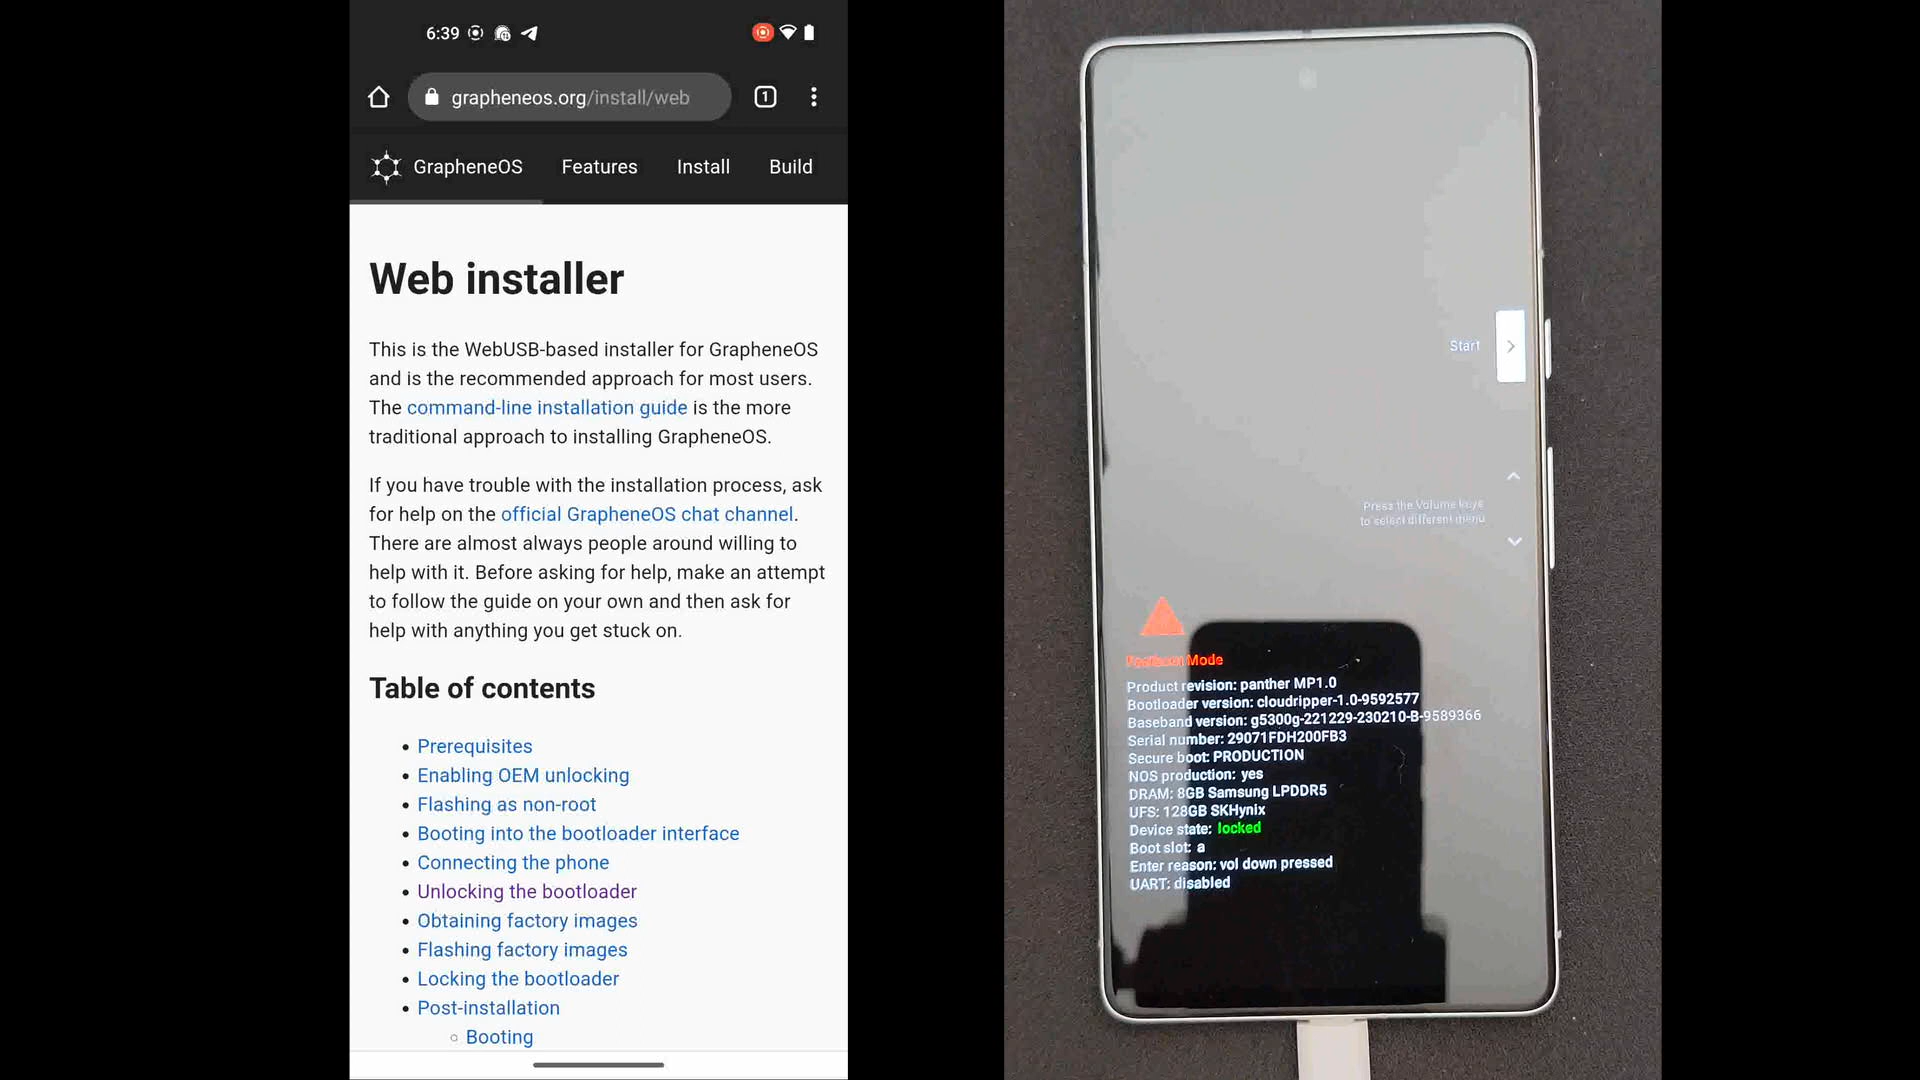 6:39
grapheneos.org/install/web
1
GrapheneOS Features Install Build
Web installer
This is the WebUSB-based installer for GrapheneOS
and is the recommended approach for most users.
The command-line installation guide is the more
traditional approach to installing GrapheneOS.
If you have trouble with the installation process, ask
for help on the official GrapheneOS chat channel.
There are almost always people around willing to
help with it. Before asking for help, make an attempt
to follow the guide on your own and then ask for
help with anything you get stuck on.
Table of contents
• Prerequisites
• Enabling OEM unlocking
• Flashing as non-root
• Booting into the bootloader interface
• Connecting the phone
• Unlocking the bootloader
• Obtaining factory images
• Flashing factory images
• Locking the bootloader
• Post-installation
◦ Booting
Start
Press the Volume keys
to select different menu
Mode
Product revision: panther MP1.0
Bootloader version: cloudripper-1.0-9592577
Baseband version: g5300g-221229-230210-B-9589366
Serial number: 29071FDH200FB3
Secure boot: PRODUCTION
NOS production: yes
DRAM: 8GB Samsung LPDDR5
UFS: 128GB SKHynix
Device state: locked
Boot slot: a
Enter reason: vol down pressed
UART: disabled